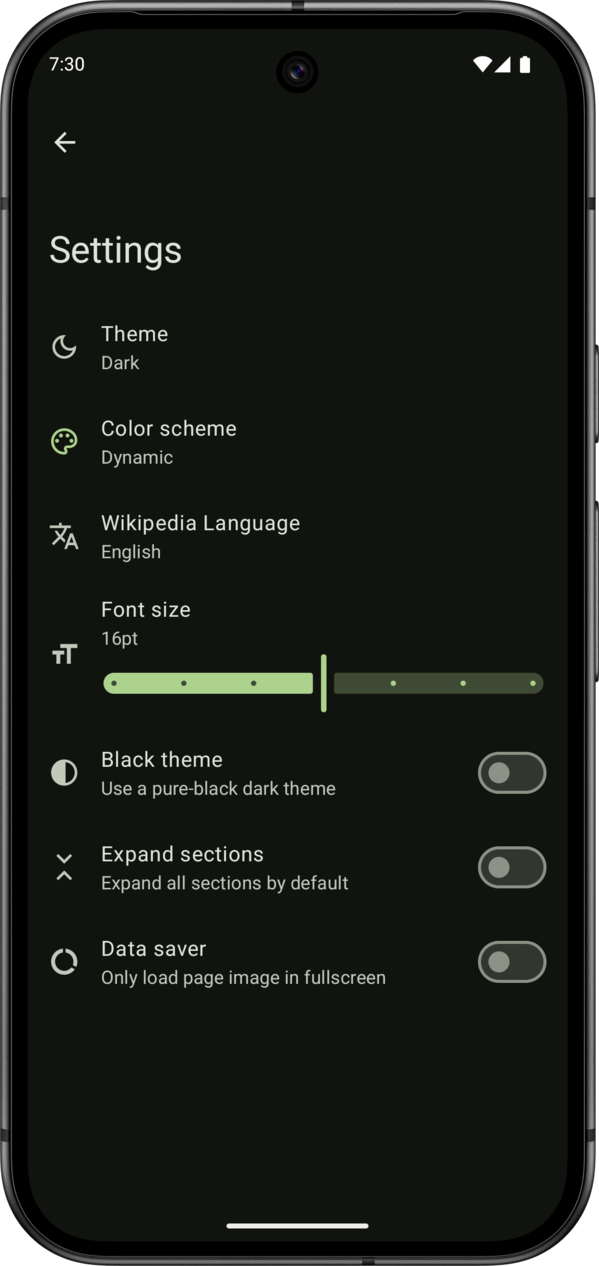 7:30
Settings
Theme
Dark
Color scheme
Dynamic
Wikipedia Language
English
Font size
16pt
Black theme
Use a pure-black dark theme
Expand sections
Expand all sections by default
Data saver
Only load page image in fullscreen